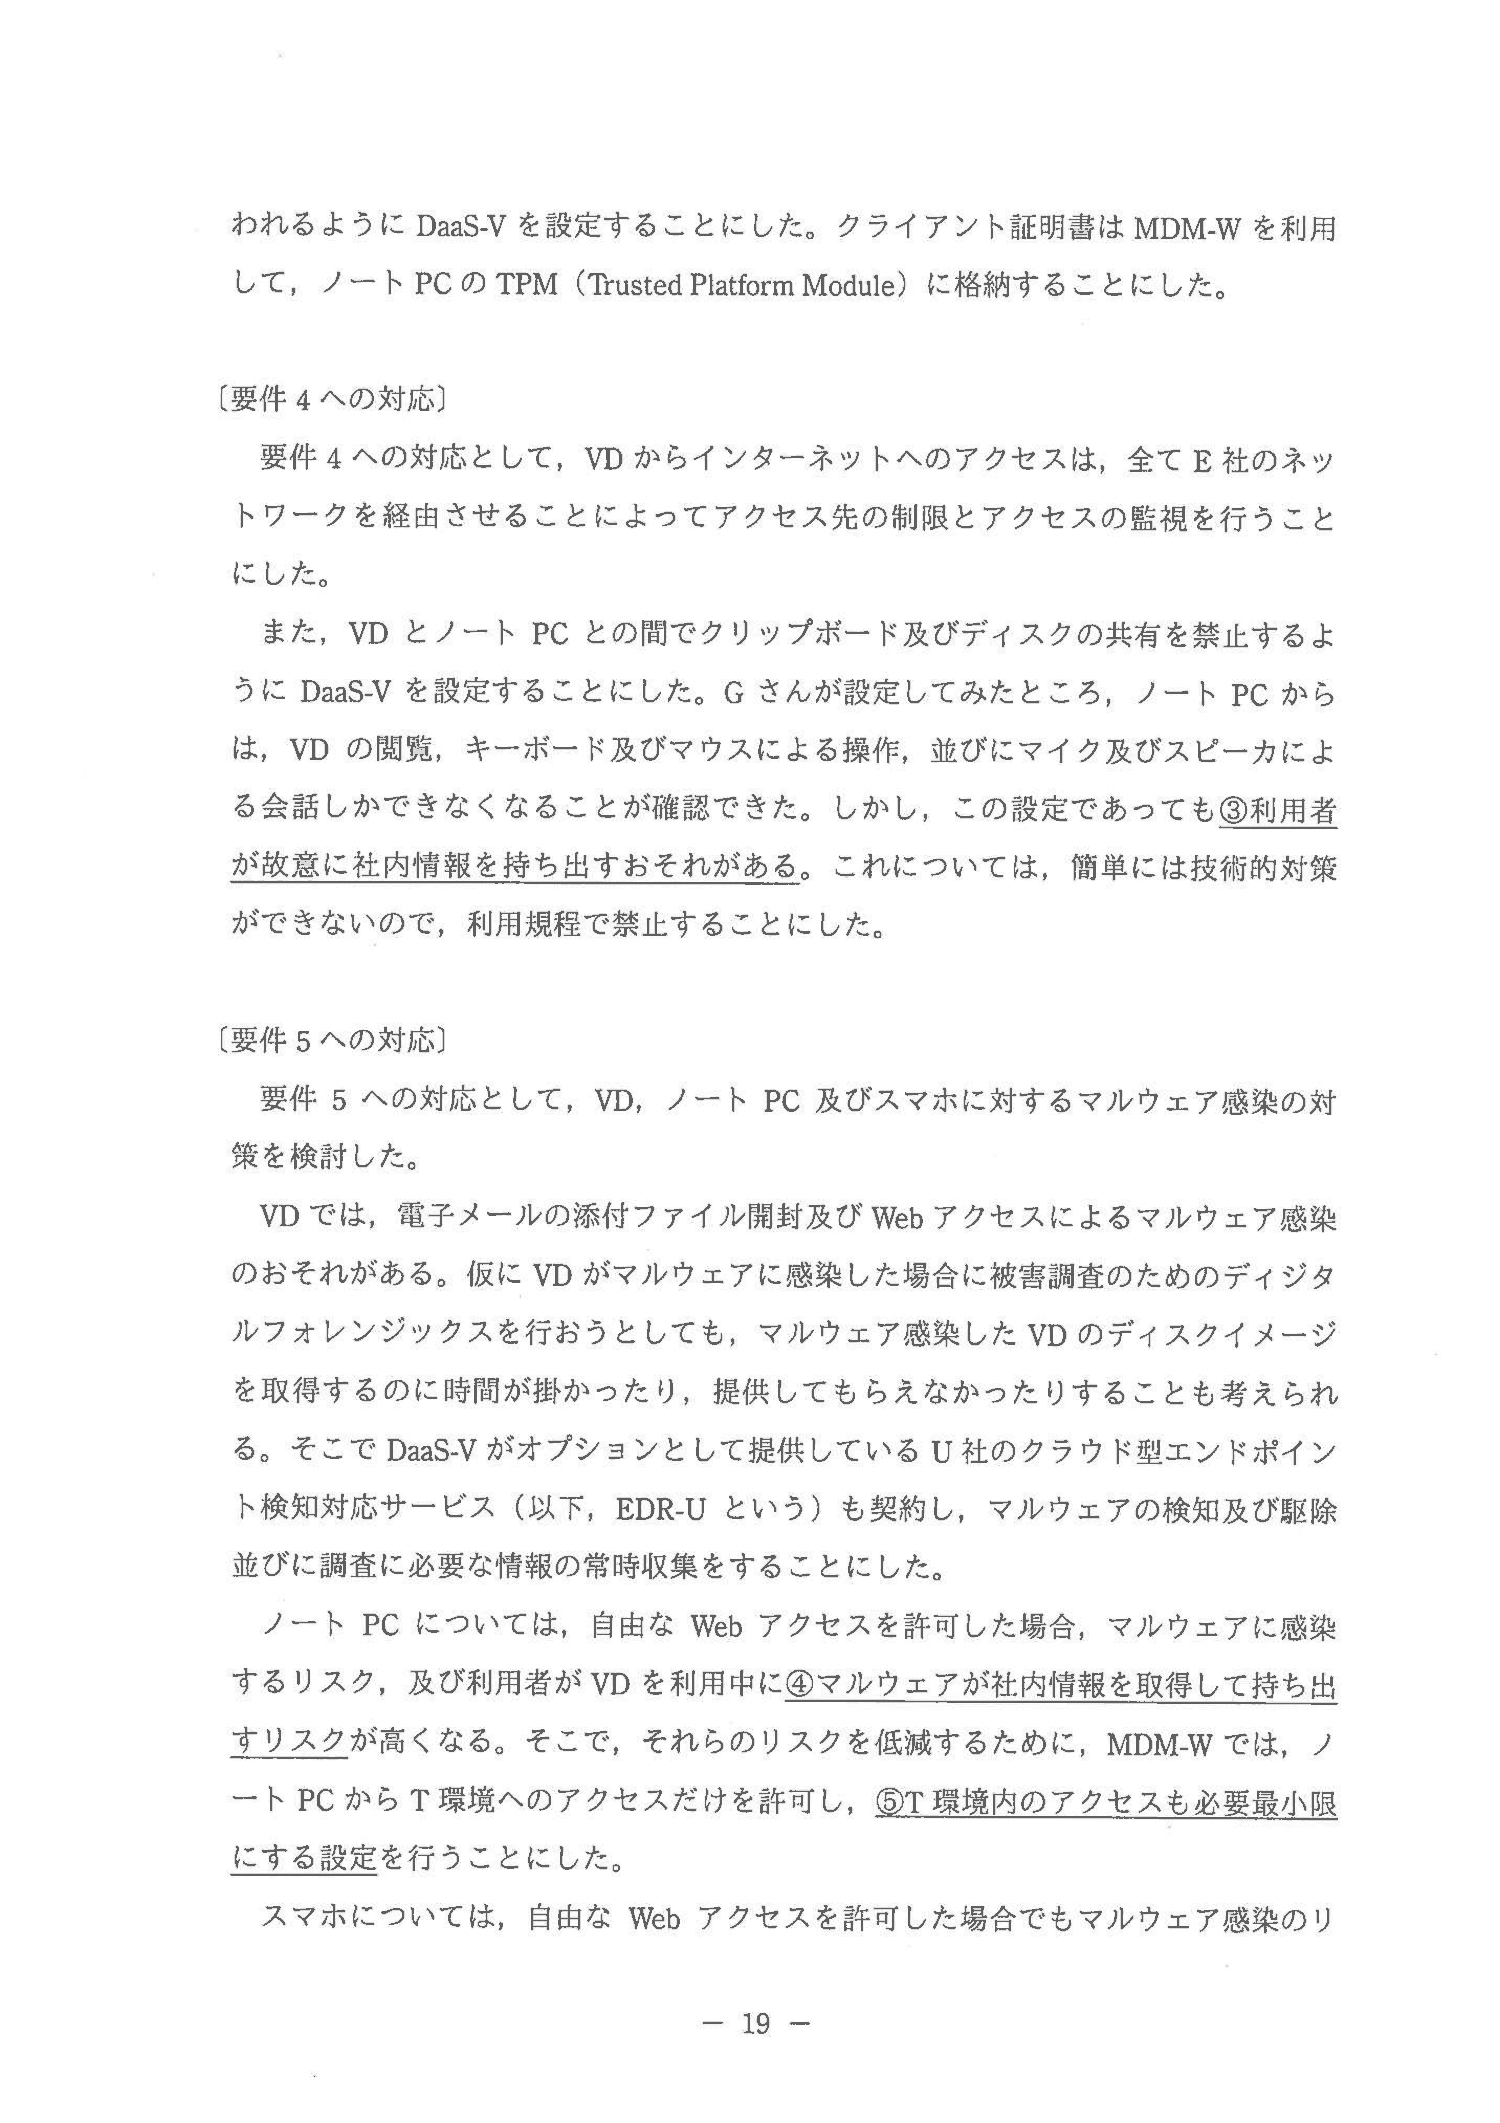 われるように DaaS-V を設定することにした。クライアント証明書は MDM-W を利用
して，ノート PC の TPM（Trusted Platform Module）に格納することにした。
〔要件 4 への対応〕
要件 4 への対応として，VD からインターネットへのアクセスは，全て E 社のネッ
トワークを経由させることによってアクセス先の制限とアクセスの監視を行うこと
にした。
また，VD とノート PC との間でクリップボード及びディスクの共有を禁止するよ
うに DaaS-V を設定することにした。G さんが設定してみたところ，ノート PC から
は，VD の閲覧，キーボード及びマウスによる操作，並びにマイク及びスピーカによ
る会話しかできなくなることが確認できた。しかし，この設定であっても③利用者
が故意に社内情報を持ち出すおそれがある。これについては，簡単には技術的対策
ができないので，利用規程で禁止することにした。
〔要件 5 への対応〕
要件 5 への対応として，VD，ノート PC 及びスマホに対するマルウェア感染の対
策を検討した。
VD では，電子メールの添付ファイル開封及び Web アクセスによるマルウェア感染
のおそれがある。仮に VD がマルウェアに感染した場合に被害調査のためのディジタ
ルフォレンジックスを行おうとしても，マルウェア感染した VD のディスクイメージ
を取得するのに時間が掛かったり，提供してもらえなかったりすることも考えられ
る。そこで DaaS-V がオプションとして提供している U 社のクラウド型エンドポイン
ト検知対応サービス（以下，EDR-U という）も契約し，マルウェアの検知及び駆除
並びに調査に必要な情報の常時収集をすることにした。
ノート PC については，自由な Web アクセスを許可した場合，マルウェアに感染
するリスク，及び利用者が VD を利用中に④マルウェアが社内情報を取得して持ち出
すリスクが高くなる。そこで，それらのリスクを低減するために，MDM-W では，ノ
ート PC から T 環境へのアクセスだけを許可し，⑤T 環境内のアクセスも必要最小限
にする設定を行うことにした。
スマホについては，自由な Web アクセスを許可した場合でもマルウェア感染のリ
－ 19 －